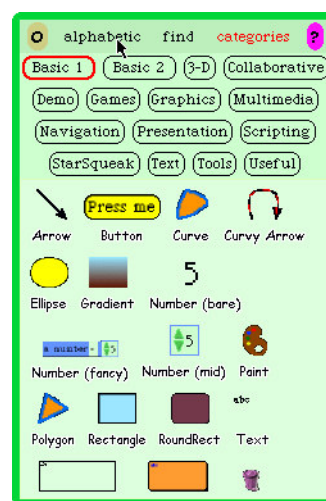 O alphabetic find categories ?
Basic 1 Basic 2 3-D Collaborative
Demo Games Graphics Multimedia
Navigation Presentation Scripting
StarSqueak Text Tools Useful
Press me
Arrow Button Curve Curvy Arrow
5
Ellipse Gradient Number (bare)
a number- 5 5
Number (fancy) Number (mid) Paint
abc
Polygon Rectangle RoundRect Text